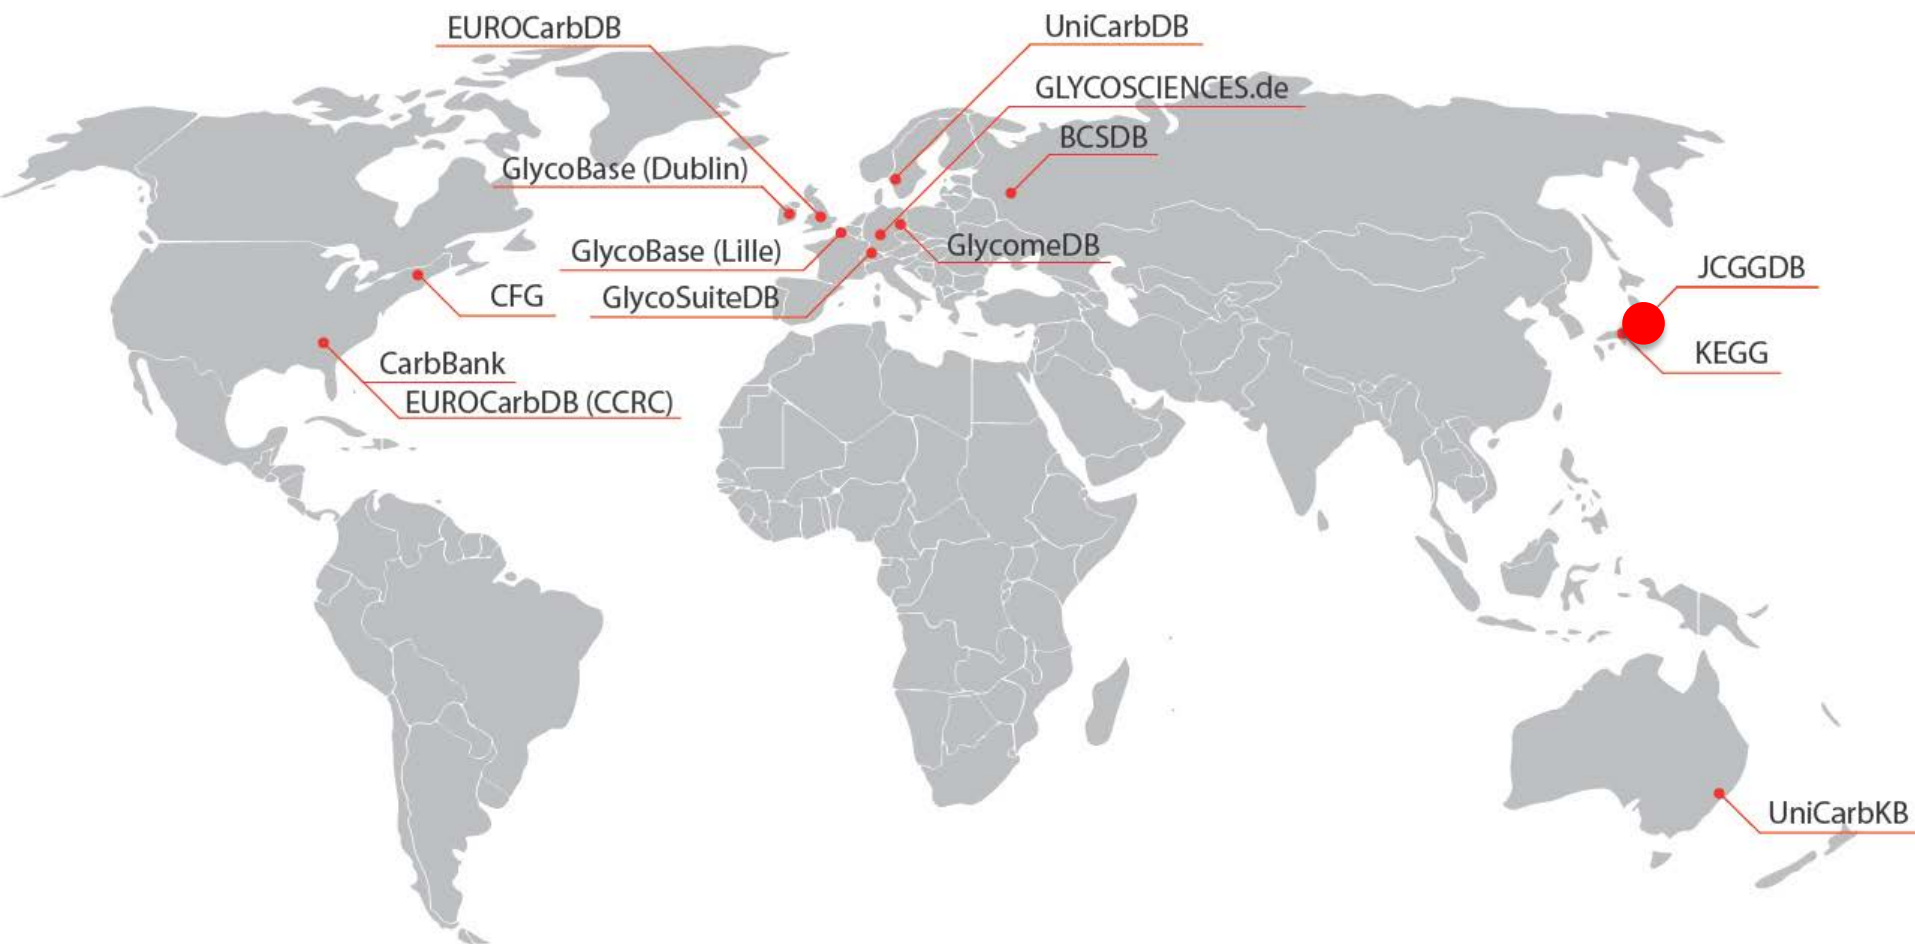 EUROCarbDB
UniCarbDB
GLYCOSCIENCES.de
BCSDB
GlycoBase (Dublin)
GlycoBase (Lille)
GlycomeDB
JCGGDB
CFG
GlycoSuiteDB
KEGG
CarbBank
EUROCarbDB (CCRC)
UniCarbKB